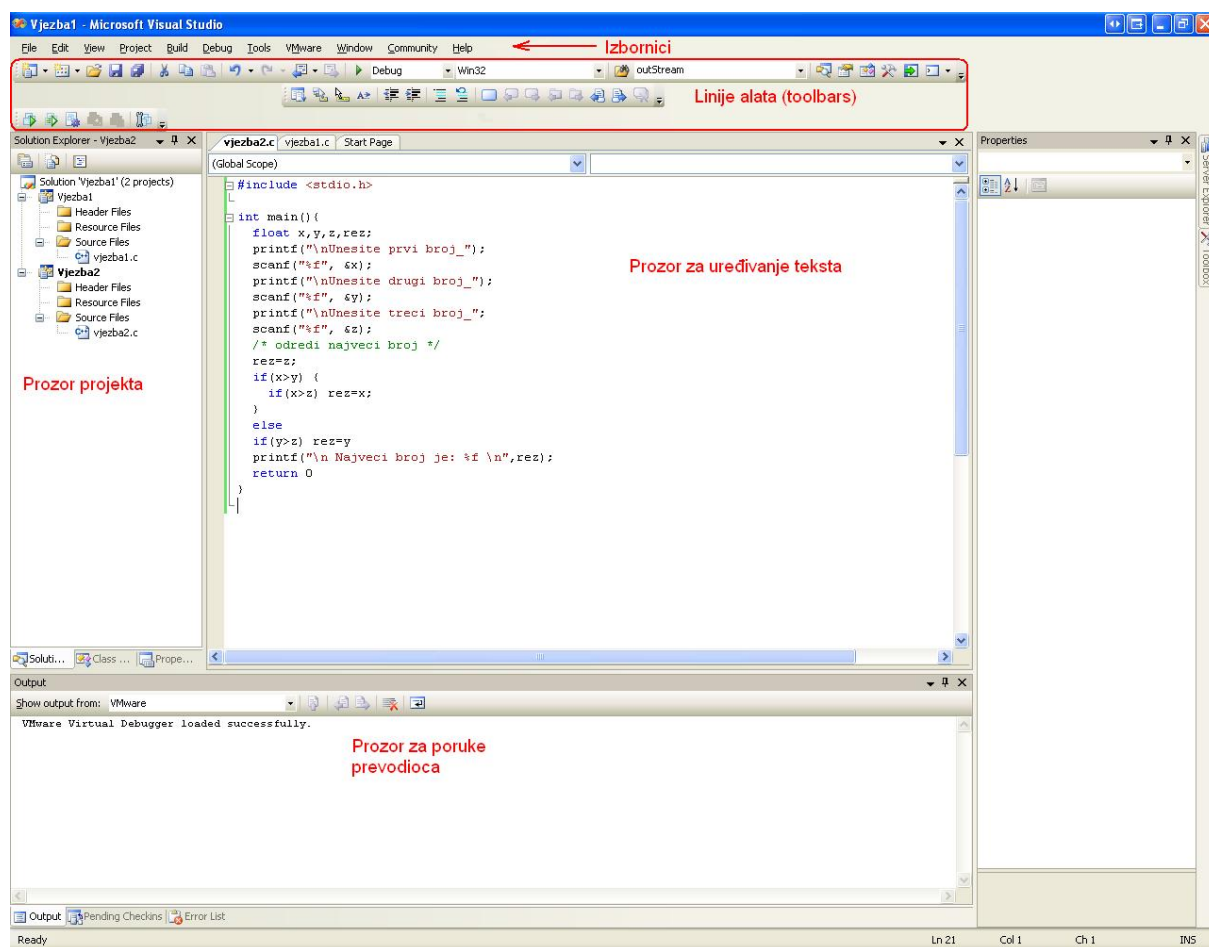 Vjezba1 - Microsoft Visual Studio
File Edit View Project Build Debug Tools VMware Window Community Help
Izbornici
Debug Win32 outStream
Linije alata (toolbars)
Solution Explorer - Vjezba2
Solution 'Vjezba1' (2 projects)
Vjezba1
Header Files
Resource Files
Source Files
vjezba1.c
Vjezba2
Header Files
Resource Files
Source Files
vjezba2.c
Prozor projekta
Soluti... Class ... Prope...
vjezba2.c vjezba1.c Start Page
(Global Scope)
#include <stdio.h>
int main(){
float x,y,z,rez;
printf("\nUnesite prvi broj_");
scanf("%f", &x);
printf("\nUnesite drugi broj_");
scanf("%f", &y);
printf("\nUnesite treci broj_";
scanf("%f", &z);
/* odredi najveci broj */
rez=z;
if(x>y) {
if(x>z) rez=x;
}
else
if(y>z) rez=y
printf("\n Najveci broj je: %f \n",rez);
return 0
}
Prozor za uređivanje teksta
Properties
Server Explorer
Toolbox
Output
Show output from: VMware
VMware Virtual Debugger loaded successfully.
Prozor za poruke
prevodioca
Output Pending Checkins Error List
Ready Ln 21 Col 1 Ch 1 INS